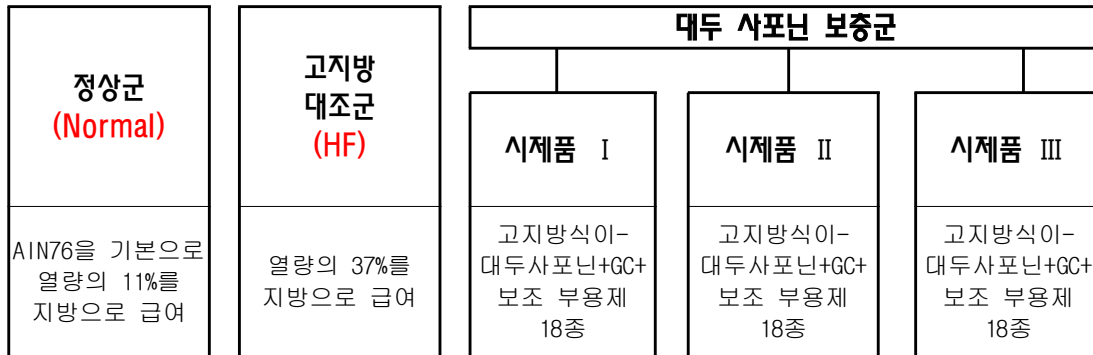 정상군
(Normal)
AIN76을 기본으로
열량의 11%를
지방으로 급여
고지방
대조군
(HF)
열량의 37%를
지방으로 급여
대두 사포닌 보충군
시제품 Ⅰ
고지방식이-
대두사포닌+GC+
보조 부용제
18종
시제품 Ⅱ
고지방식이-
대두사포닌+GC+
보조 부용제
18종
시제품 Ⅲ
고지방식이-
대두사포닌+GC+
보조 부용제
18종